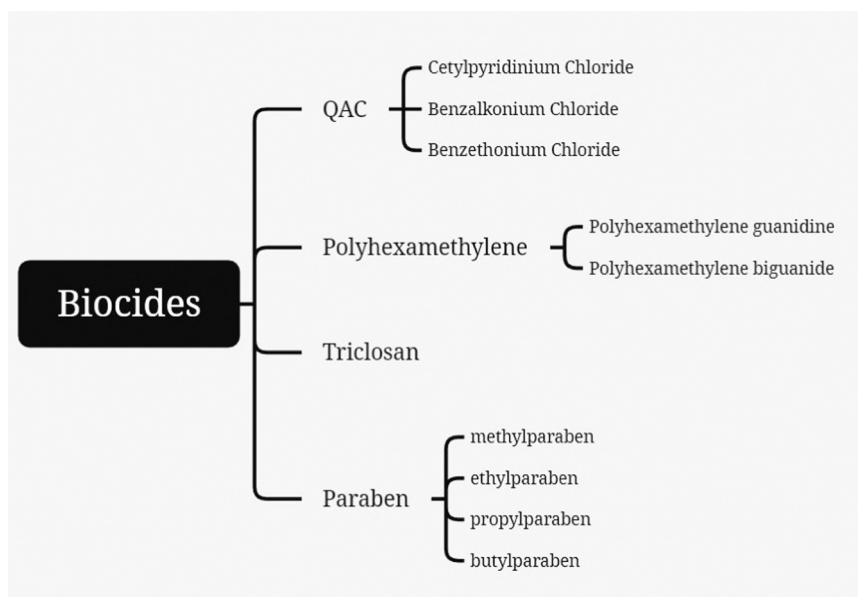 Biocides
QAC
Cetylpyridinium Chloride
Benzalkonium Chloride
Benzethonium Chloride
Polyhexamethylene
Polyhexamethylene guanidine
Polyhexamethylene biguanide
Triclosan
Paraben
methylparaben
ethylparaben
propylparaben
butylparaben